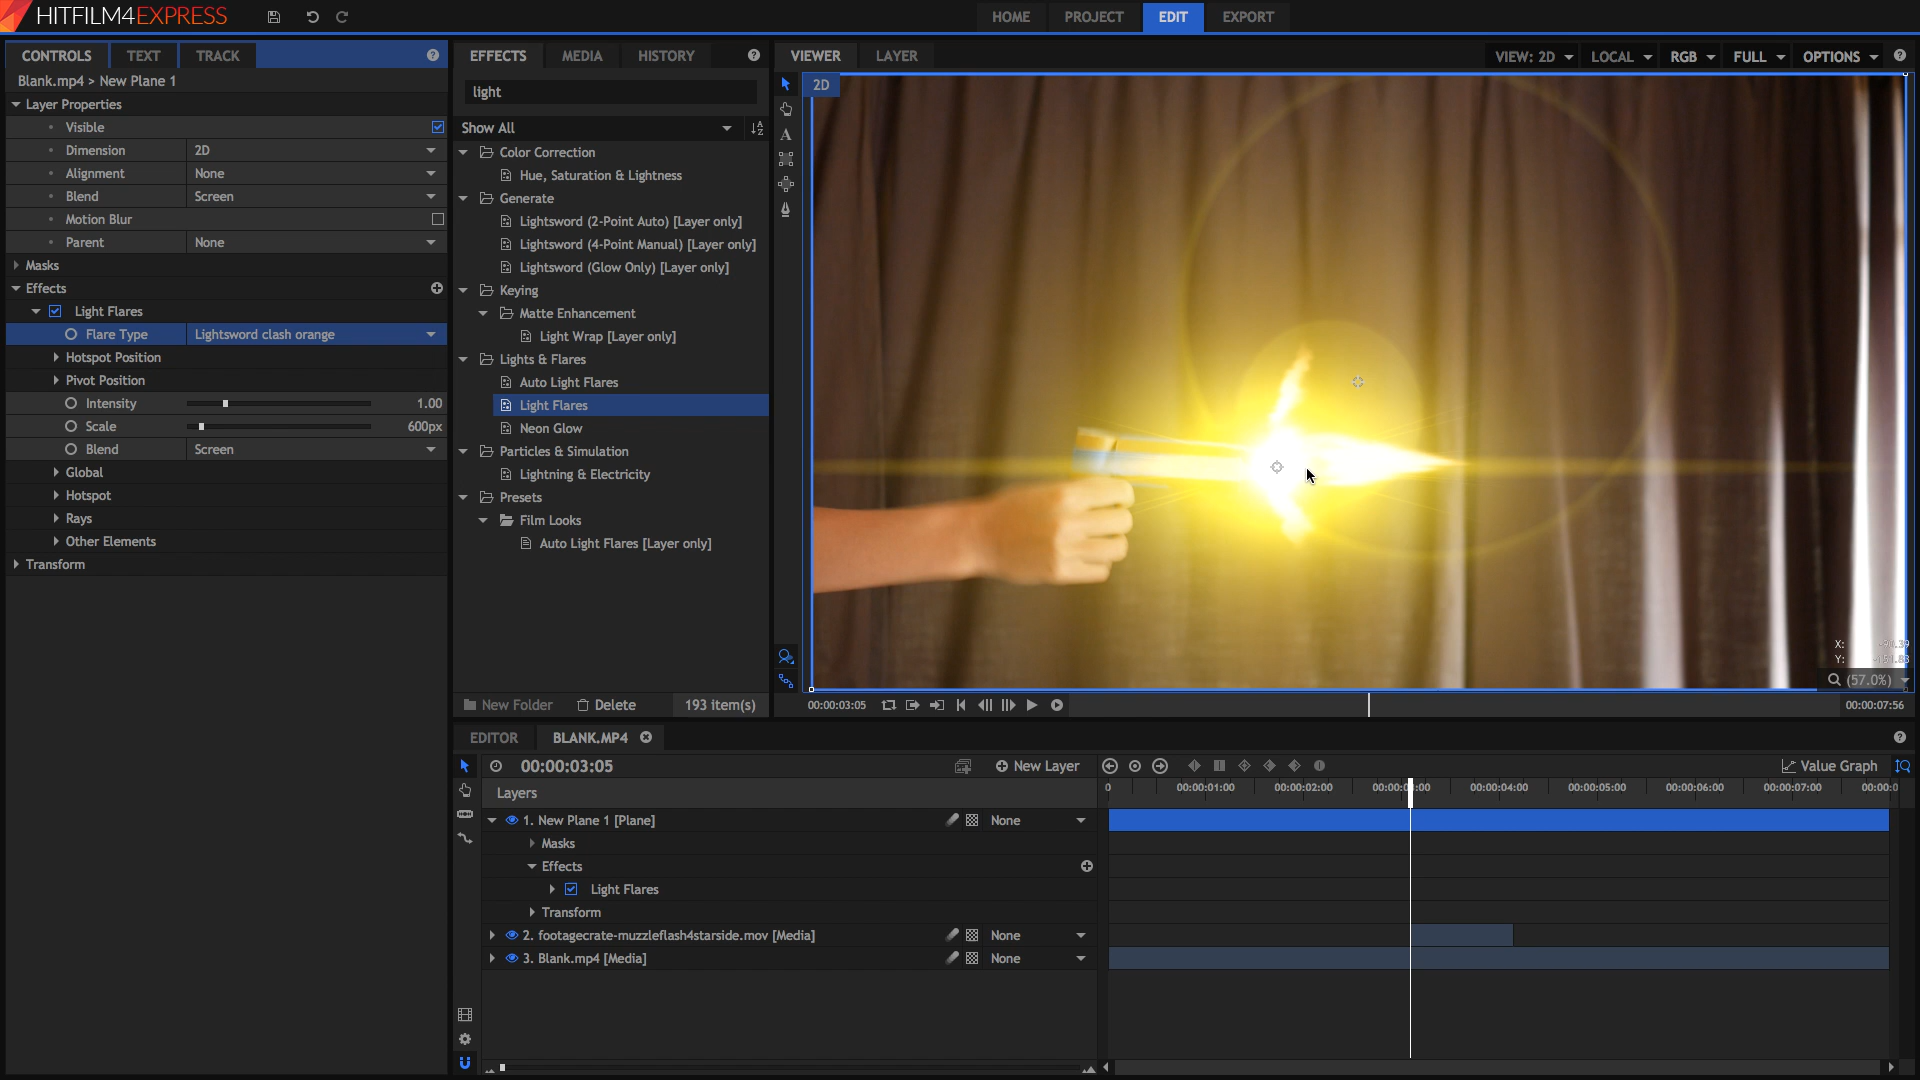 HITFILM4EXPRESS
HOME
PROJECT
EDIT
EXPORT
CONTROLS
TEXT
TRACK
Blank.mp4 > New Plane 1
Layer Properties
Visible
Dimension 2D
Alignment None
Blend Screen
Motion Blur
Parent None
Masks
Effects
Light Flares
Flare Type Lightsword clash orange
Hotspot Position
Pivot Position
Intensity 1.00
Scale 600px
Blend Screen
Global
Hotspot
Rays
Other Elements
Transform
EFFECTS
MEDIA
HISTORY
light
Show All
Color Correction
Hue, Saturation & Lightness
Generate
Lightsword (2-Point Auto) [Layer only]
Lightsword (4-Point Manual) [Layer only]
Lightsword (Glow Only) [Layer only]
Keying
Matte Enhancement
Light Wrap [Layer only]
Lights & Flares
Auto Light Flares
Light Flares
Neon Glow
Particles & Simulation
Lightning & Electricity
Presets
Film Looks
Auto Light Flares [Layer only]
New Folder
Delete
193 item(s)
VIEWER
LAYER
VIEW: 2D
LOCAL
RGB
FULL
OPTIONS
2D
A
X:
Y:
(57.0%)
00:00:03:05
00:00:07:56
EDITOR
BLANK.MP4
00:00:03:05
New Layer
Value Graph
Layers
0 00:00:01:00 00:00:02:00 00:00:03:00 00:00:04:00 00:00:05:00 00:00:06:00 00:00:07:00 00:00:0
1. New Plane 1 [Plane] None
Masks
Effects
Light Flares
Transform
2. footagecrate-muzzleflash4starside.mov [Media] None
3. Blank.mp4 [Media] None